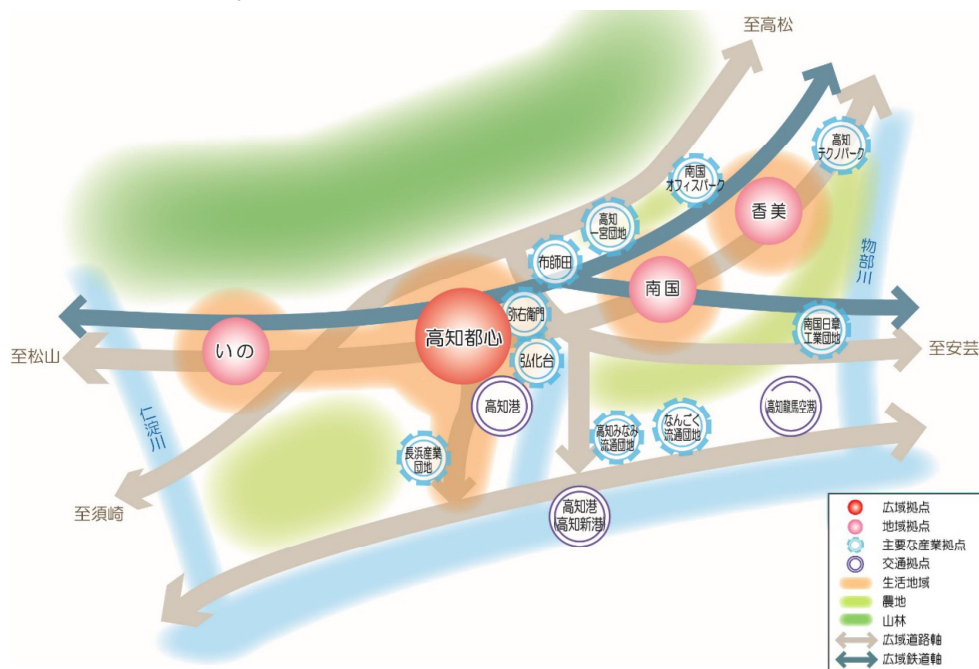 至高松
高知
テクノパーク
南国
オフィスパーク
香美
高知
一宮団地
物部川
布師田
南国
弥右衛門
高知都心
いの
南国日章
工業団地
至松山
弘化台
至安芸
仁淀川
高知港
(高知龍馬空港)
なんごく
流通団地
高知みなみ
流通団地
長浜産業
団地
至須崎
高知港
(高知新港)
広域拠点
地域拠点
主要な産業拠点
交通拠点
生活地域
農地
山林
広域道路軸
広域鉄道軸